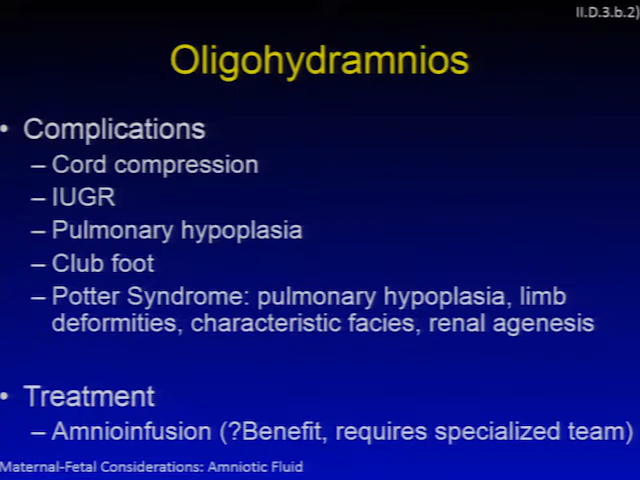 II.D.3.b.2)
Oligohydramnios
• Complications
– Cord compression
– IUGR
– Pulmonary hypoplasia
– Club foot
– Potter Syndrome: pulmonary hypoplasia, limb
deformities, characteristic facies, renal agenesis
• Treatment
– Amnioinfusion (?Benefit, requires specialized team)
Maternal-Fetal Considerations: Amniotic Fluid